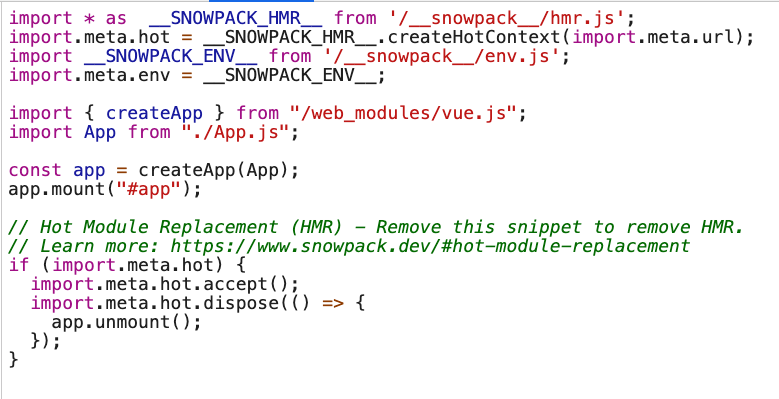 import * as  __SNOWPACK_HMR__ from '/__snowpack__/hmr.js';
import.meta.hot = __SNOWPACK_HMR__.createHotContext(import.meta.url);
import __SNOWPACK_ENV__ from '/__snowpack__/env.js';
import.meta.env = __SNOWPACK_ENV__;

import { createApp } from "/web_modules/vue.js";
import App from "./App.js";

const app = createApp(App);
app.mount("#app");

// Hot Module Replacement (HMR) - Remove this snippet to remove HMR.
// Learn more: https://www.snowpack.dev/#hot-module-replacement
if (import.meta.hot) {
  import.meta.hot.accept();
  import.meta.hot.dispose(() => {
    app.unmount();
  });
}